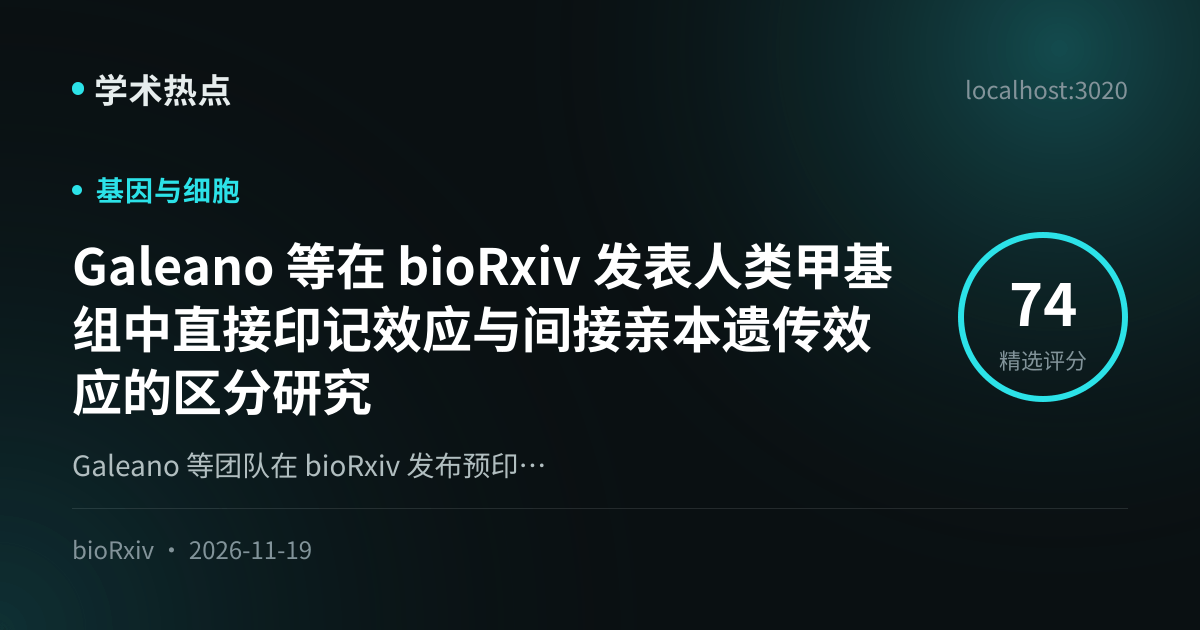 学术热点
localhost:3020
基因与细胞
Galeano 等在 bioRxiv 发表人类甲基
组中直接印记效应与间接亲本遗传效
应的区分研究
74
精选评分
Galeano 等团队在 bioRxiv 发布预印…
bioRxiv · 2026-11-19